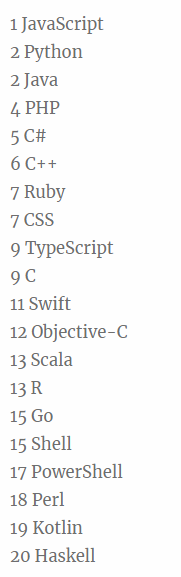 1 JavaScript
2 Python
2 Java
4 PHP
5 C#
6 C++
7 Ruby
7 CSS
9 TypeScript
9 C
11 Swift
12 Objective-C
13 Scala
13 R
15 Go
15 Shell
17 PowerShell
18 Perl
19 Kotlin
20 Haskell